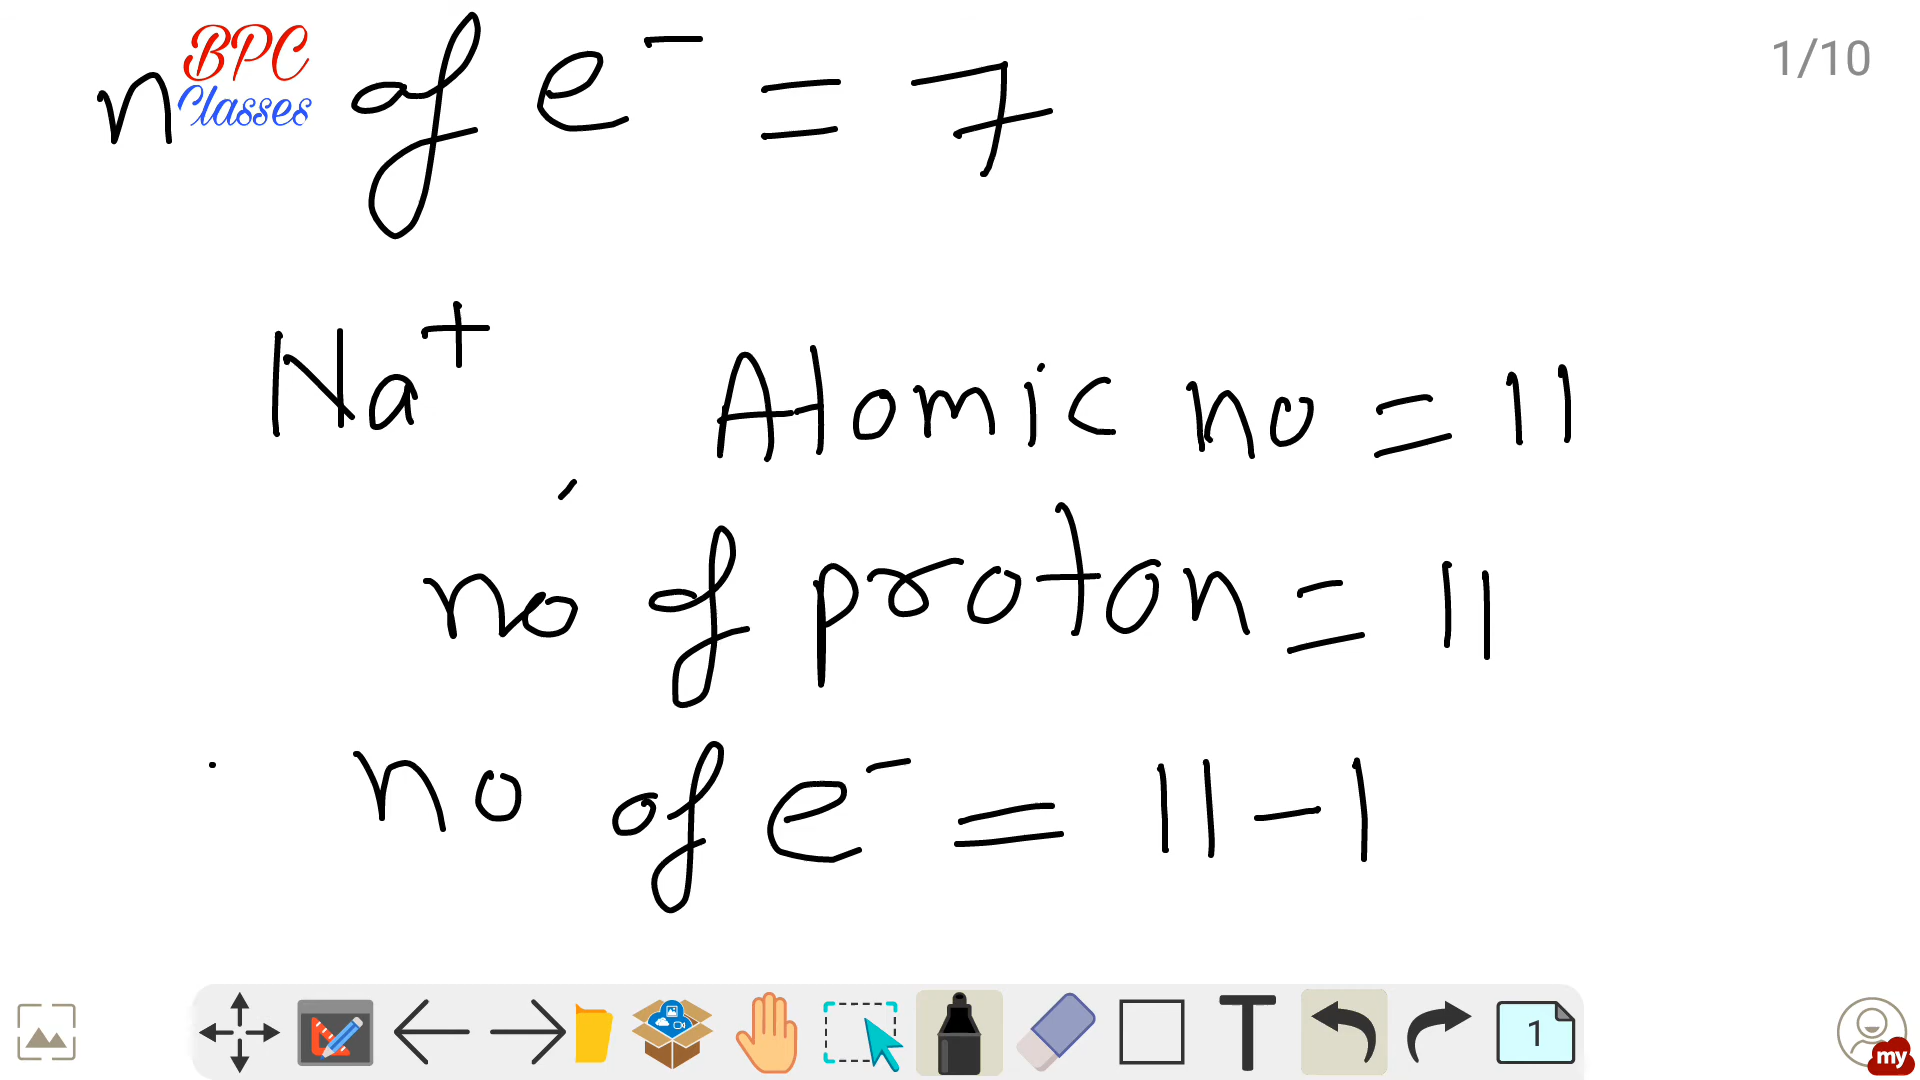 BPC
Classes
n of e⁻ = 7
1/10
Na⁺ Atomic no = 11
no of proton = 11
no of e⁻ = 11 - 1
T
1
my